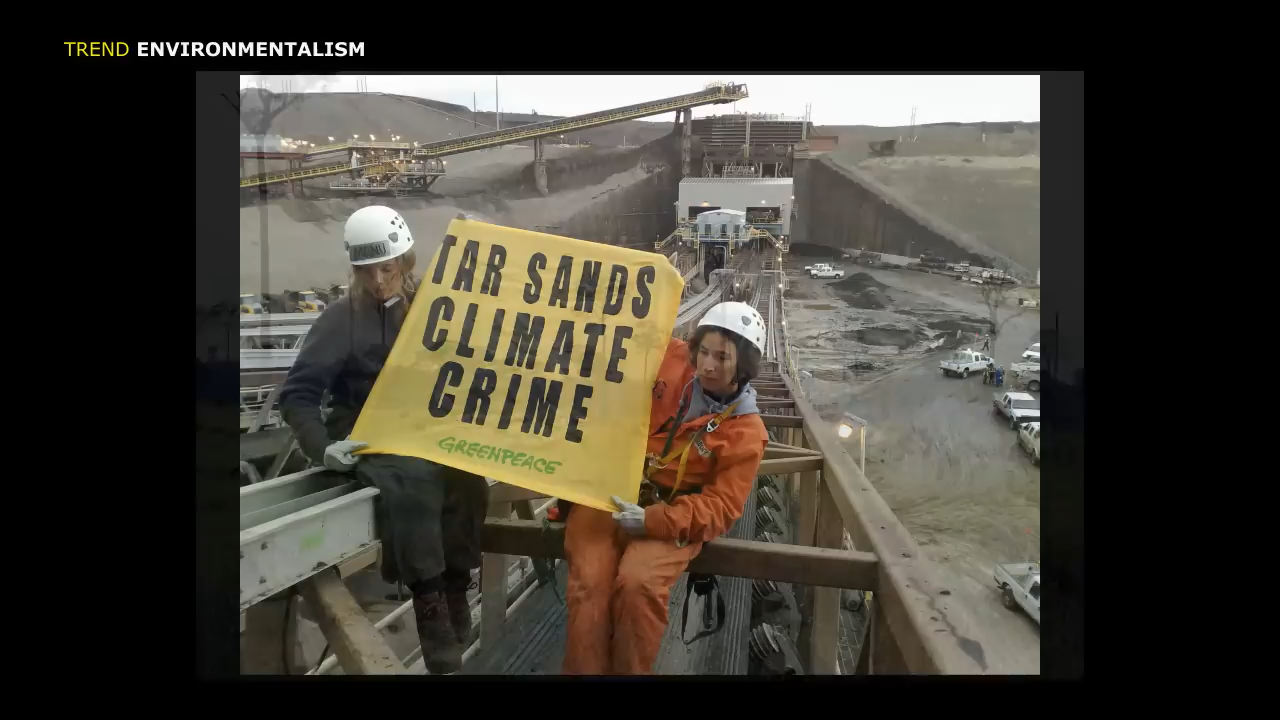 TREND ENVIRONMENTALISM
TAR SANDS
CLIMATE
CRIME
GREENPEACE